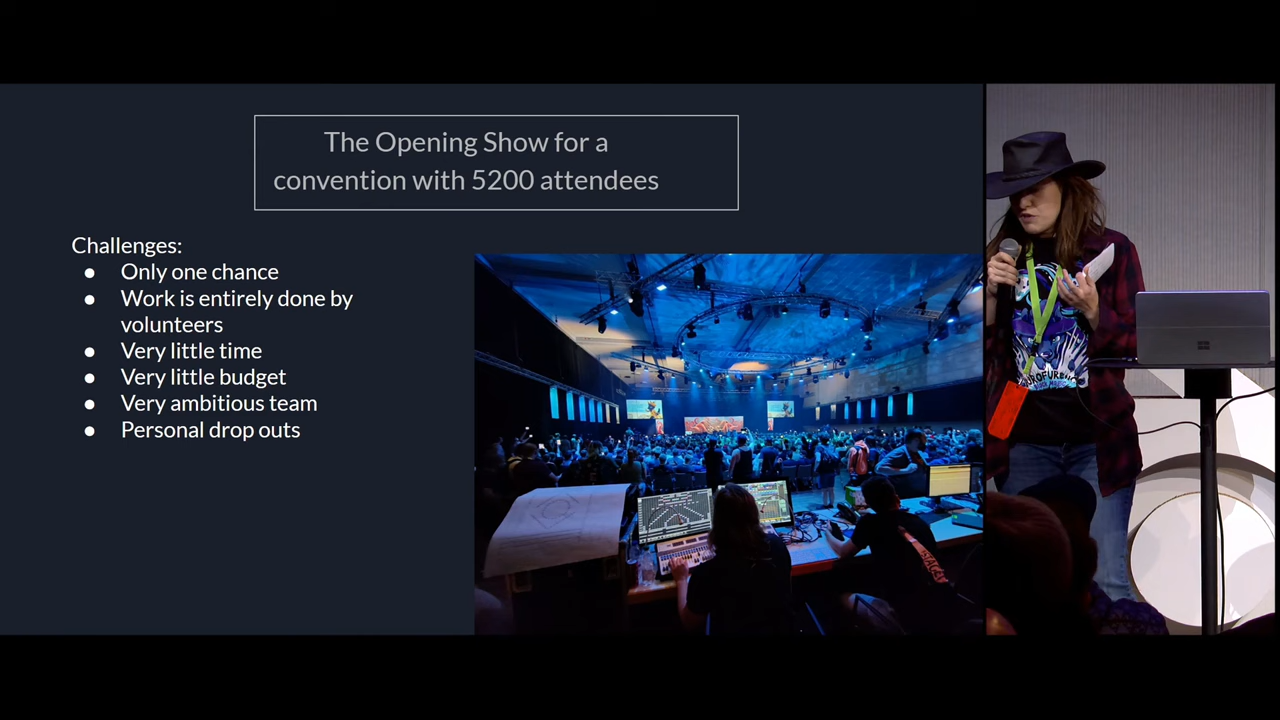 The Opening Show for a
convention with 5200 attendees
Challenges:
● Only one chance
● Work is entirely done by
volunteers
● Very little time
● Very little budget
● Very ambitious team
● Personal drop outs